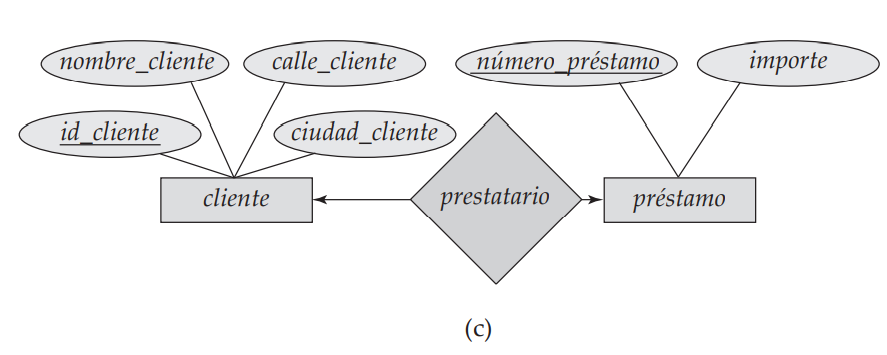 nombre_cliente
calle_cliente
número_préstamo
importe
id_cliente
ciudad_cliente
cliente
prestatario
préstamo
(c)